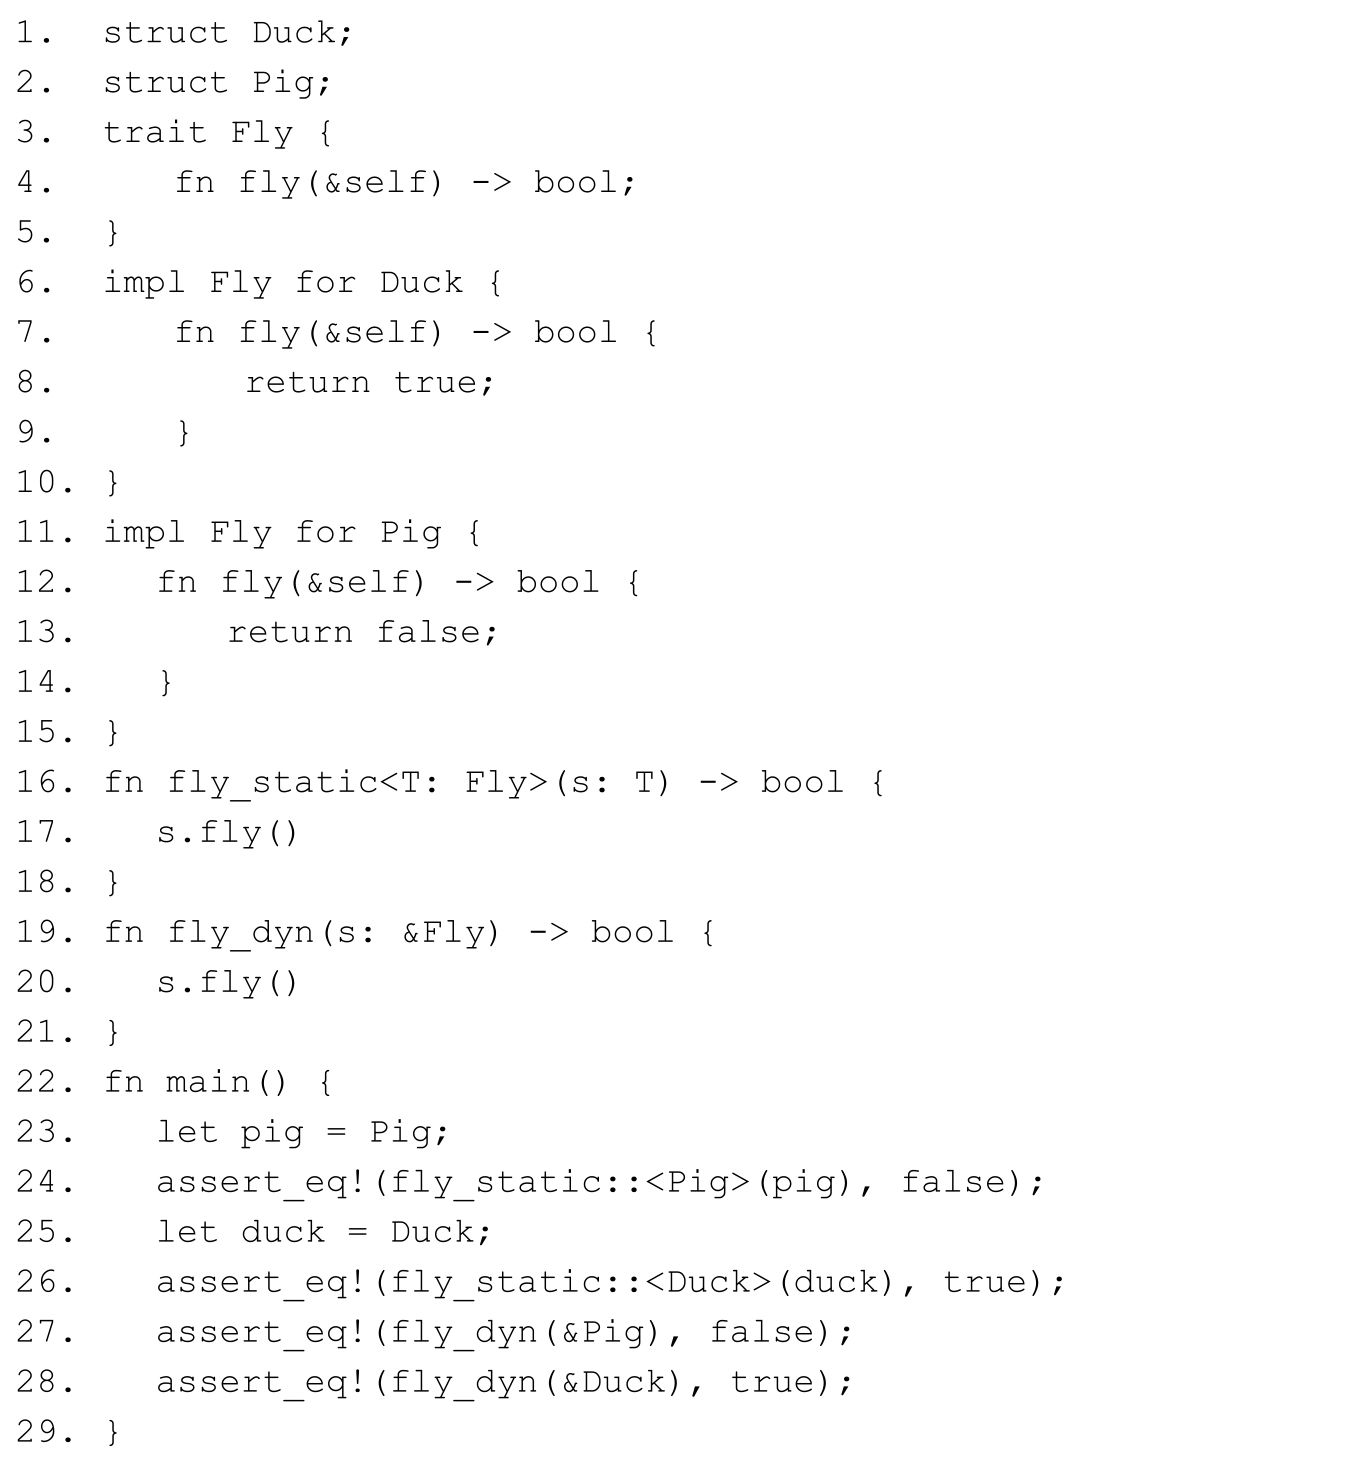 1. struct Duck;
2. struct Pig;
3. trait Fly {
4.     fn fly(&self) -> bool;
5. }
6. impl Fly for Duck {
7.     fn fly(&self) -> bool {
8.         return true;
9.     }
10. }
11. impl Fly for Pig {
12.    fn fly(&self) -> bool {
13.        return false;
14.    }
15. }
16. fn fly_static<T: Fly>(s: T) -> bool {
17.    s.fly()
18. }
19. fn fly_dyn(s: &Fly) -> bool {
20.    s.fly()
21. }
22. fn main() {
23.    let pig = Pig;
24.    assert_eq!(fly_static::<Pig>(pig), false);
25.    let duck = Duck;
26.    assert_eq!(fly_static::<Duck>(duck), true);
27.    assert_eq!(fly_dyn(&Pig), false);
28.    assert_eq!(fly_dyn(&Duck), true);
29. }